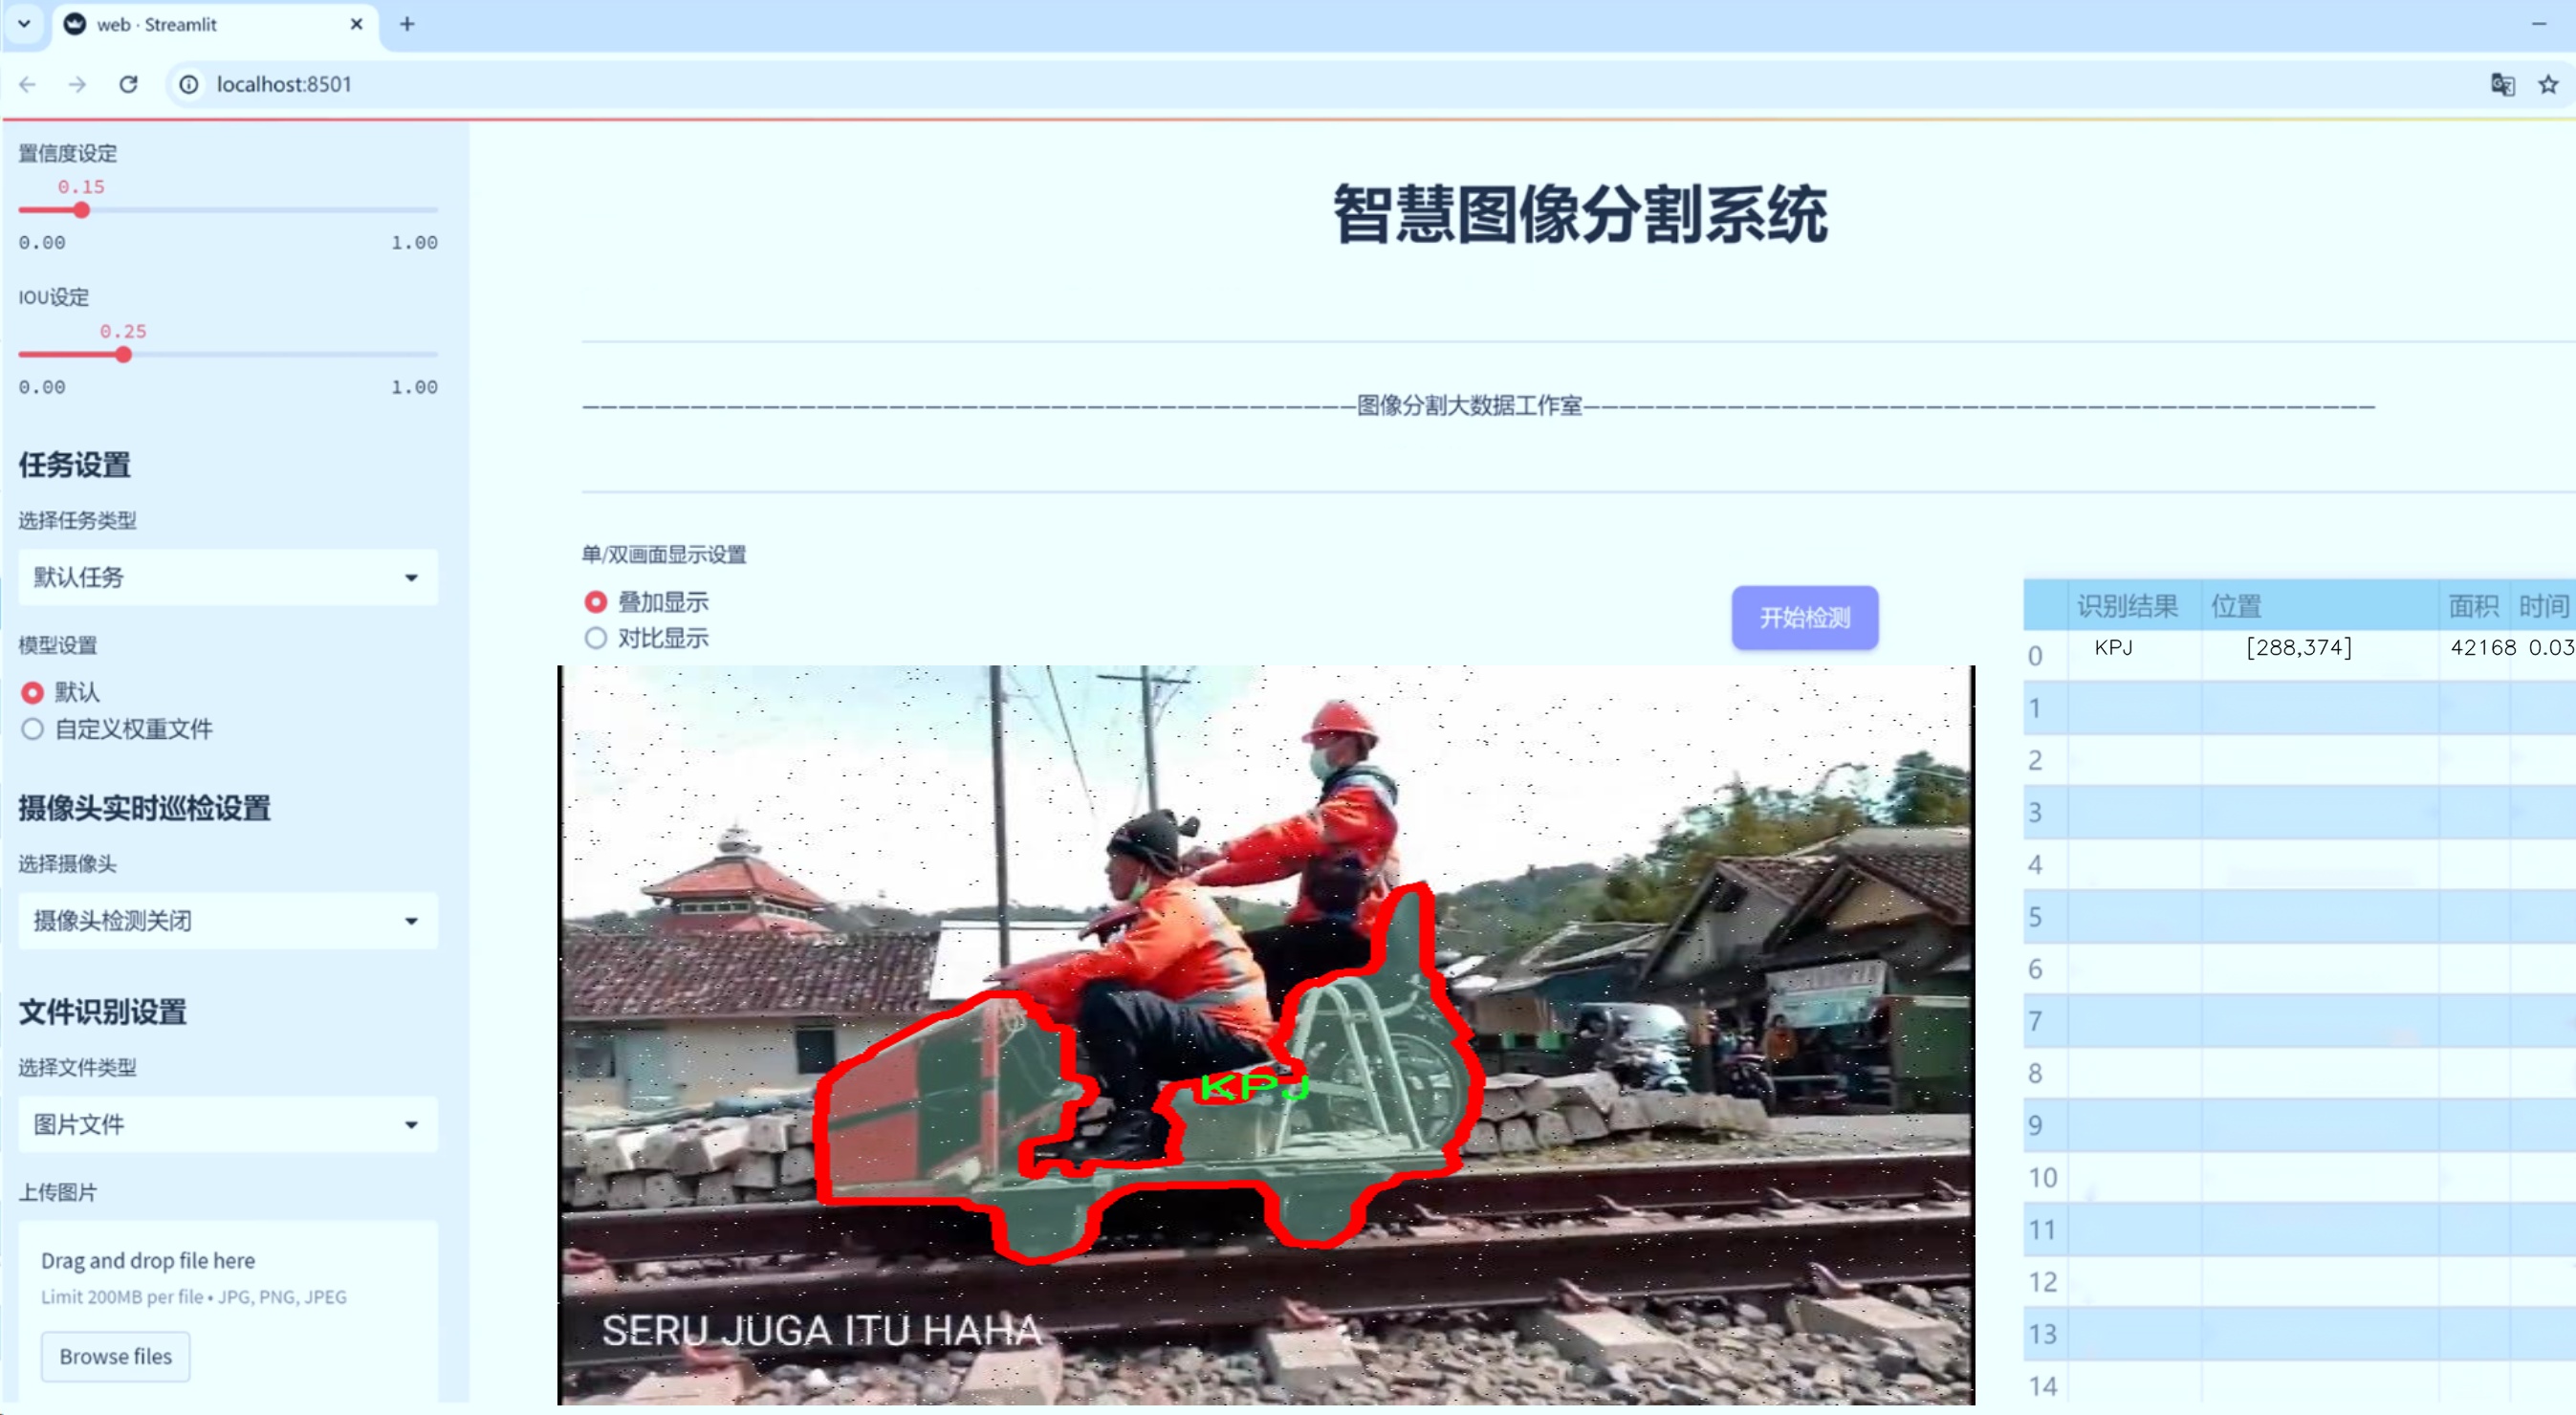 web · Streamlit
localhost:8501
置信度设定
0.15
0.00 1.00
IOU设定
0.25
0.00 1.00
任务设置
选择任务类型
默认任务
模型设置
默认
自定义权重文件
摄像头实时巡检设置
选择摄像头
摄像头检测关闭
文件识别设置
选择文件类型
图片文件
上传图片
Drag and drop file here
Limit 200MB per file • JPG, PNG, JPEG
Browse files
智慧图像分割系统
图像分割大数据工作室
单/双画面显示设置
叠加显示
对比显示
开始检测
KPJ
SERU JUGA ITU HAHA
识别结果 位置 面积 时间
0 KPJ [288,374] 42168 0.03
1
2
3
4
5
6
7
8
9
10
11
12
13
14